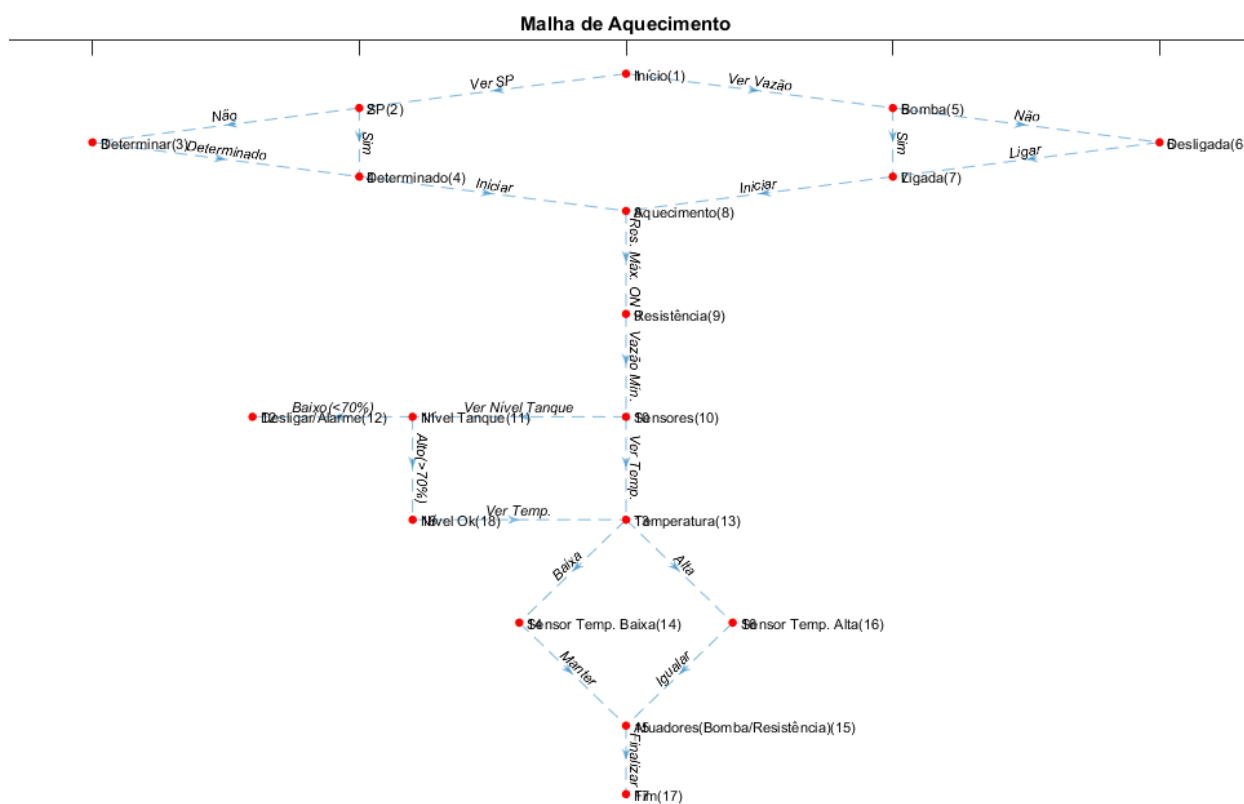 Malha de Aquecimento
Início(1)
Ver SP
Ver Vazão
SP(2)
Bomba(5)
Não
Não
Determinar(3)
Determinado
Sim
Sim
Ligar
Desligada(6
Determinado(4)
Iniciar
Iniciar
Ligada(7)
Aquecimento(8)
Res. Máx. ON
Resistência(9)
Vazão Min.
Baixo(<70%)
Ver Nível Tanque
Desligar/Alarme(12)
Nível Tanque(11)
Sensores(10)
Alto(>70%)
Ver Temp.
Ver Temp.
Nível Ok(18)
Temperatura(13)
Baixa
Alta
Sensor Temp. Baixa(14)
Sensor Temp. Alta(16)
Manter
Igualar
Atuadores(Bomba/Resistência)(15)
Finalizar
Fim(17)